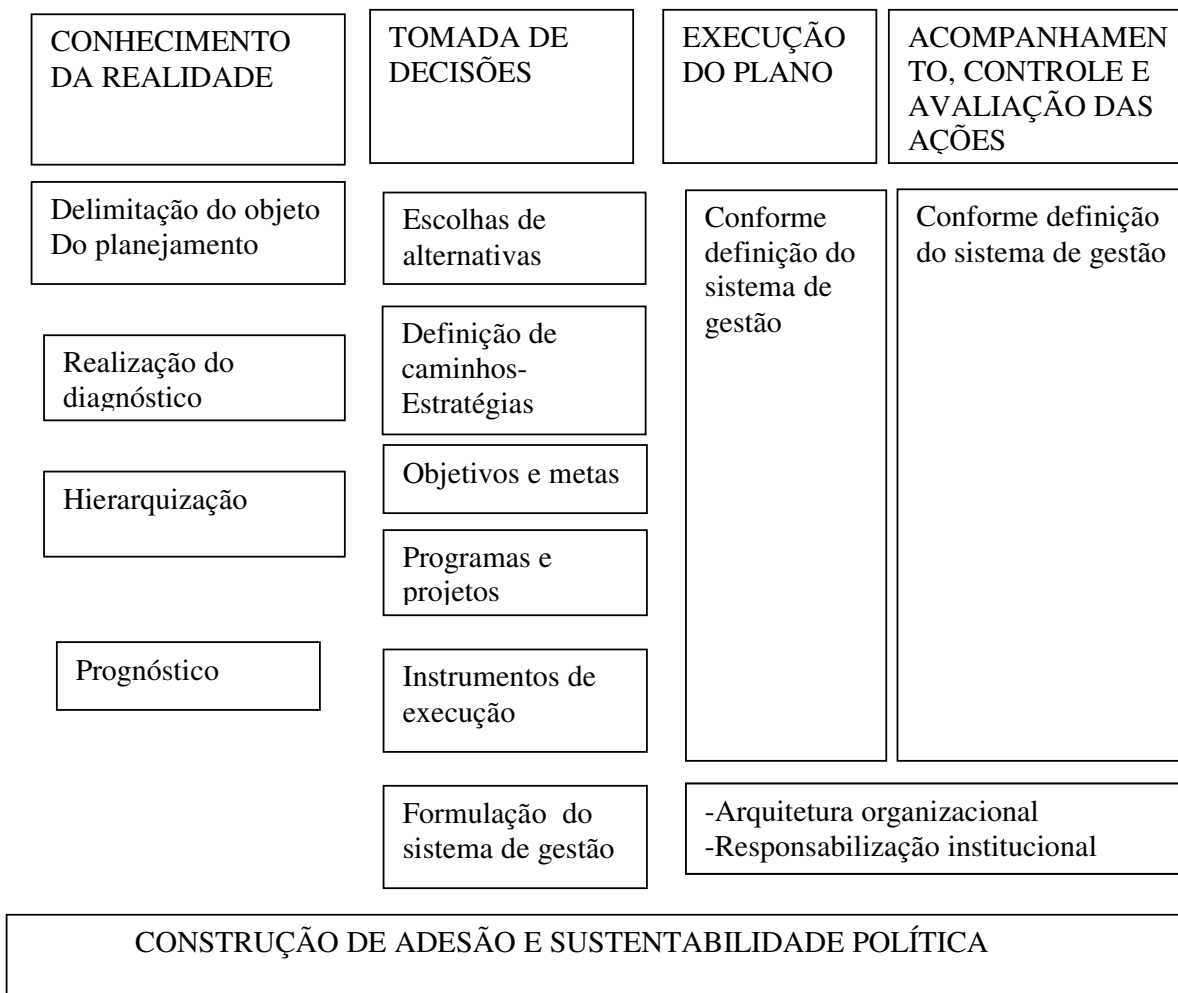 CONHECIMENTO
DA REALIDADE
TOMADA DE
DECISÕES
EXECUÇÃO
DO PLANO
ACOMPANHAMEN
TO, CONTROLE E
AVALIAÇÃO DAS
AÇÕES
Delimitação do objeto
Do planejamento
Realização do
diagnóstico
Hierarquização
Prognóstico
Escolhas de
alternativas
Definição de
caminhos-
Estratégias
Objetivos e metas
Programas e
projetos
Instrumentos de
execução
Formulação do
sistema de gestão
Conforme
definição do
sistema de
gestão
Conforme definição
do sistema de gestão
-Arquitetura organizacional
-Responsabilização institucional
CONSTRUÇÃO DE ADESÃO E SUSTENTABILIDADE POLÍTICA